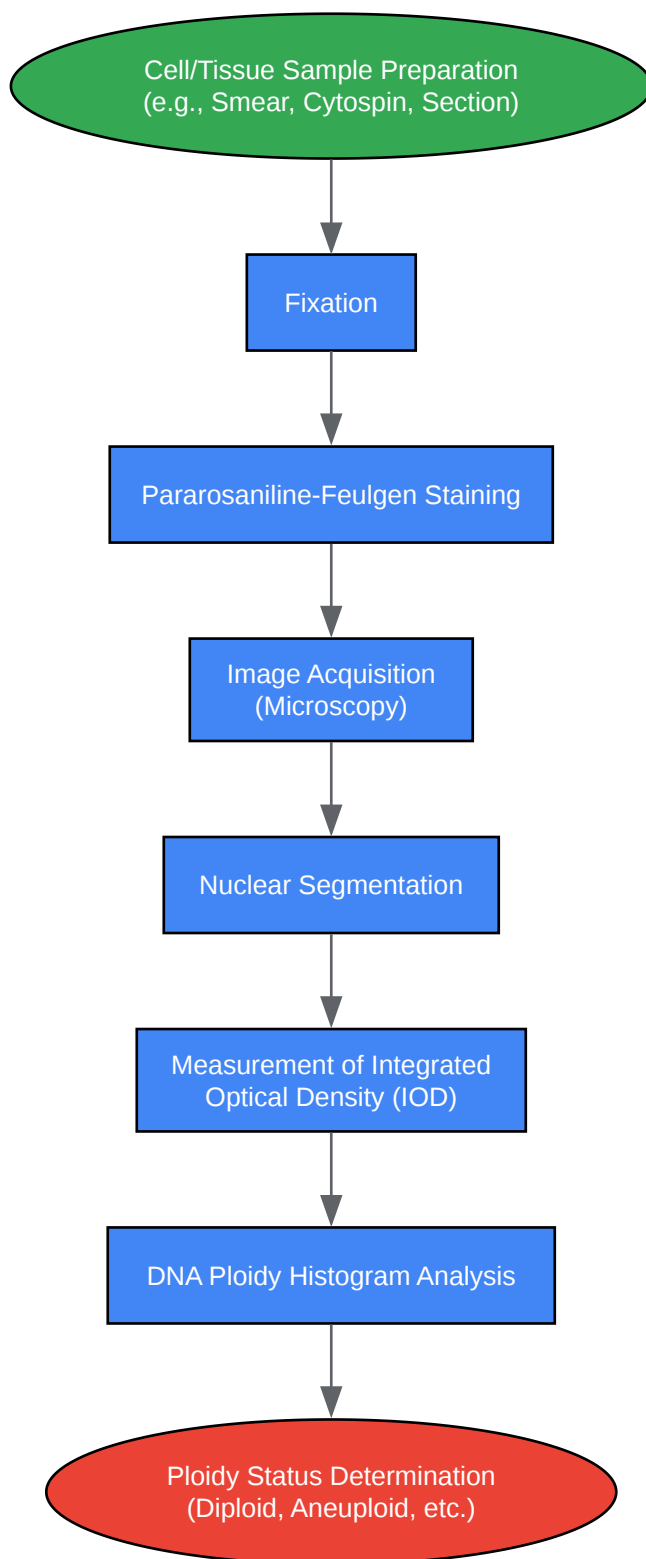 Cell/Tissue Sample Preparation
(e.g., Smear, Cytospin, Section)
Fixation
Pararosaniline-Feulgen Staining
Image Acquisition
(Microscopy)
Nuclear Segmentation
Measurement of Integrated
Optical Density (IOD)
DNA Ploidy Histogram Analysis
Ploidy Status Determination
(Diploid, Aneuploid, etc.)